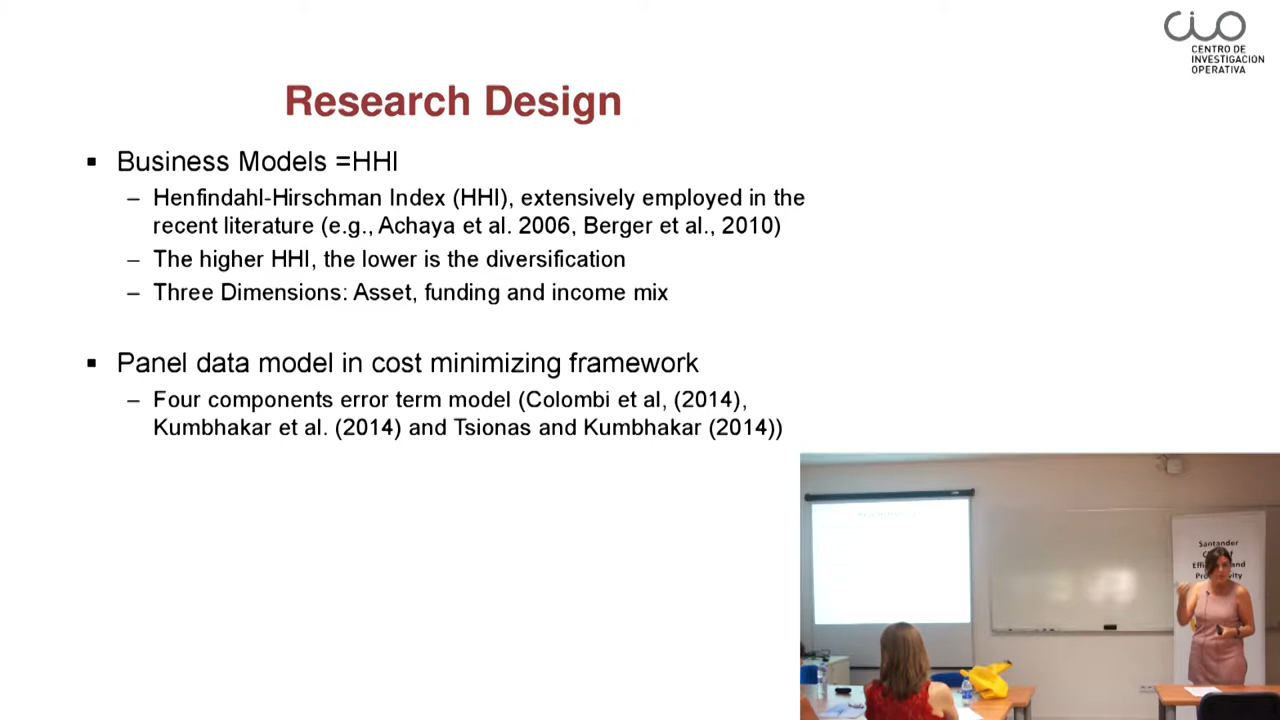 CIO
CENTRO DE
INVESTIGACION
OPERATIVA
Research Design
▪ Business Models =HHI
– Henfindahl-Hirschman Index (HHI), extensively employed in the
recent literature (e.g., Achaya et al. 2006, Berger et al., 2010)
– The higher HHI, the lower is the diversification
– Three Dimensions: Asset, funding and income mix
▪ Panel data model in cost minimizing framework
– Four components error term model (Colombi et al, (2014),
Kumbhakar et al. (2014) and Tsionas and Kumbhakar (2014))
Santander